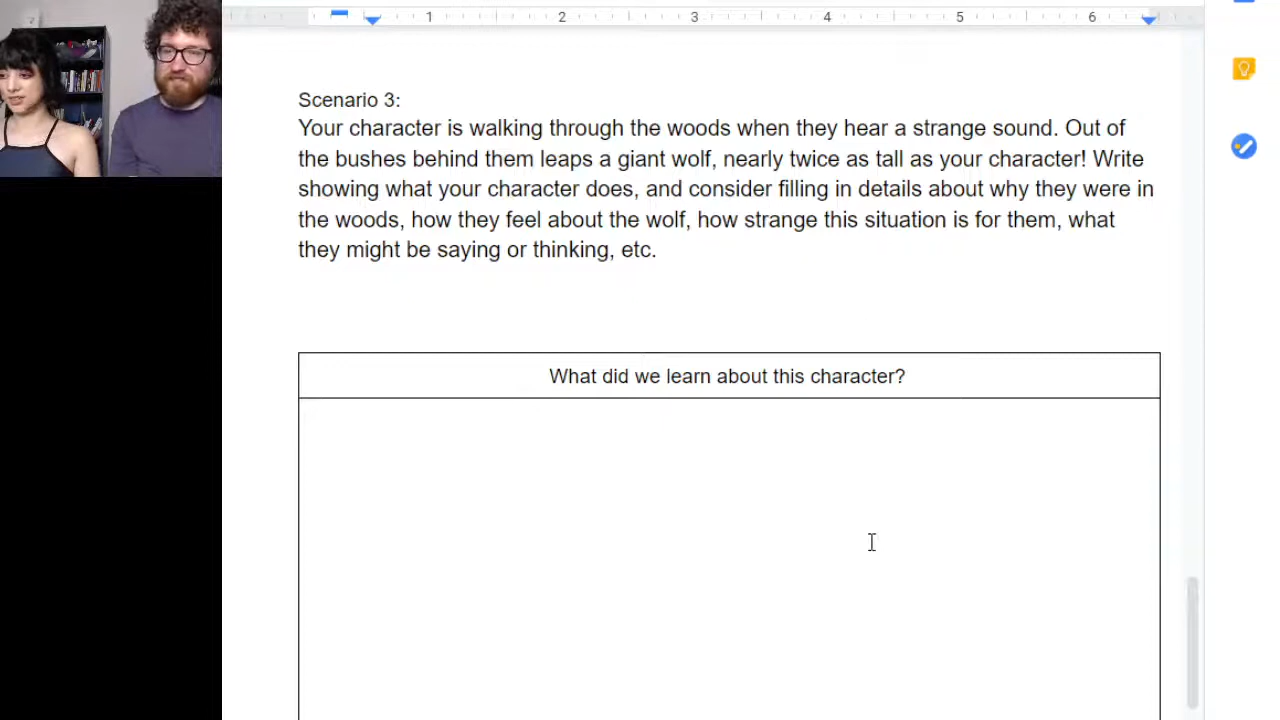 1 2 3 4 5 6
Scenario 3:
Your character is walking through the woods when they hear a strange sound. Out of
the bushes behind them leaps a giant wolf, nearly twice as tall as your character! Write
showing what your character does, and consider filling in details about why they were in
the woods, how they feel about the wolf, how strange this situation is for them, what
they might be saying or thinking, etc.
What did we learn about this character?